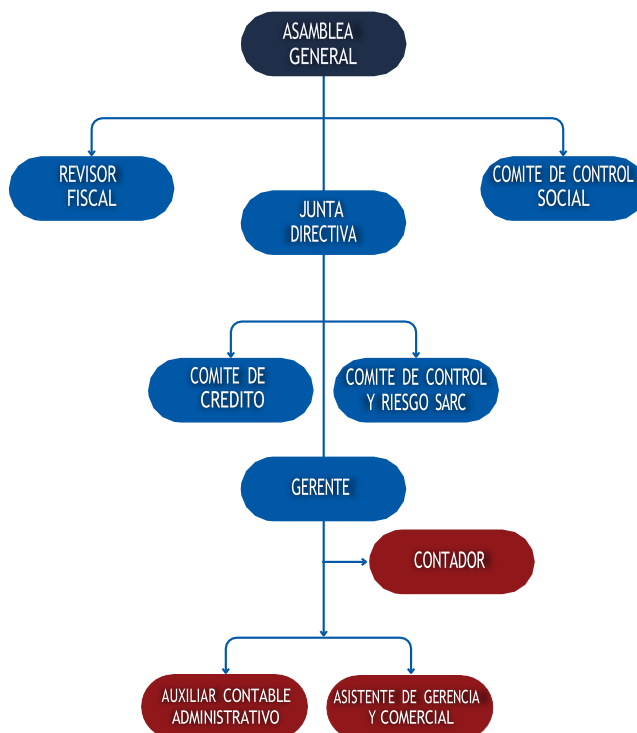 ASAMBLEA
GENERAL
REVISOR
FISCAL
COMITE DE CONTROL
SOCIAL
JUNTA
DIRECTIVA
COMITE DE
CREDITO
COMITE DE CONTROL
Y RIESGO SARC
GERENTE
CONTADOR
AUXILIAR CONTABLE
ADMINISTRATIVO
ASISTENTE DE GERENCIA
Y COMERCIAL